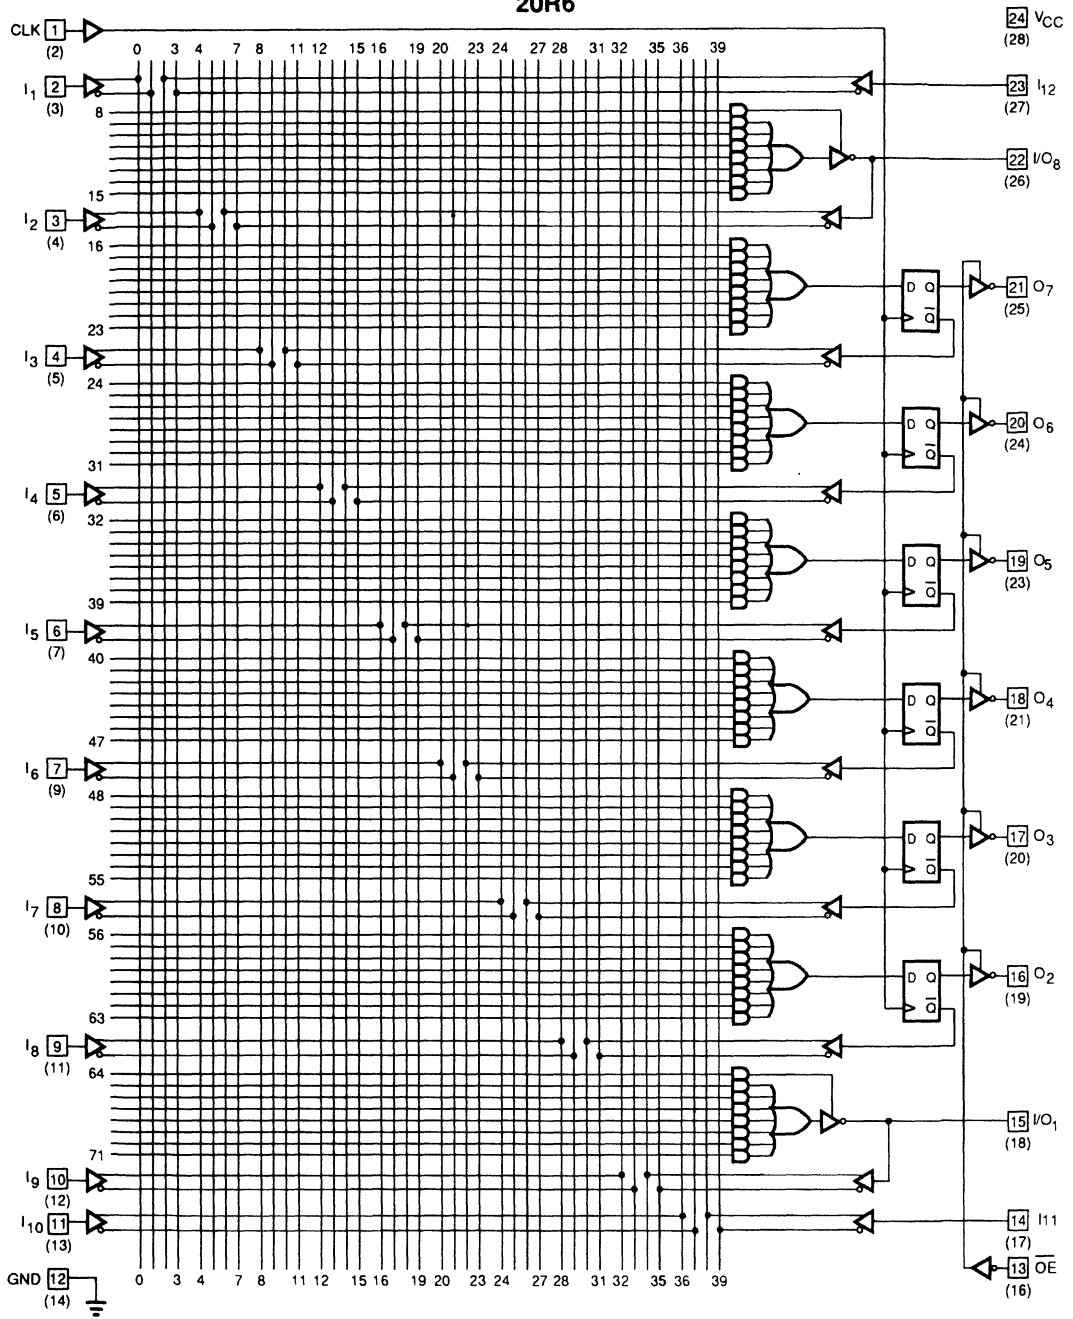 20R6
CLK 1 (2)
24 VCC (28)
0 3 4 7 8 11 12 15 16 19 20 23 24 27 28 31 32 35 36 39
I1 2 (3)
23 I12 (27)
8
22 I/O8 (26)
15
I2 3 (4)
16
D Q Q
21 O7 (25)
23
I3 4 (5)
24
D Q Q
20 O6 (24)
31
I4 5 (6)
32
D Q Q
19 O5 (23)
39
I5 6 (7)
40
D Q Q
18 O4 (21)
47
I6 7 (9)
48
D Q Q
17 O3 (20)
55
I7 8 (10)
56
D Q Q
16 O2 (19)
63
I8 9 (11)
64
15 I/O1 (18)
71
I9 10 (12)
I10 11 (13)
14 I11 (17)
GND 12 (14)
0 3 4 7 8 11 12 15 16 19 20 23 24 27 28 31 32 35 36 39
13 OE (16)